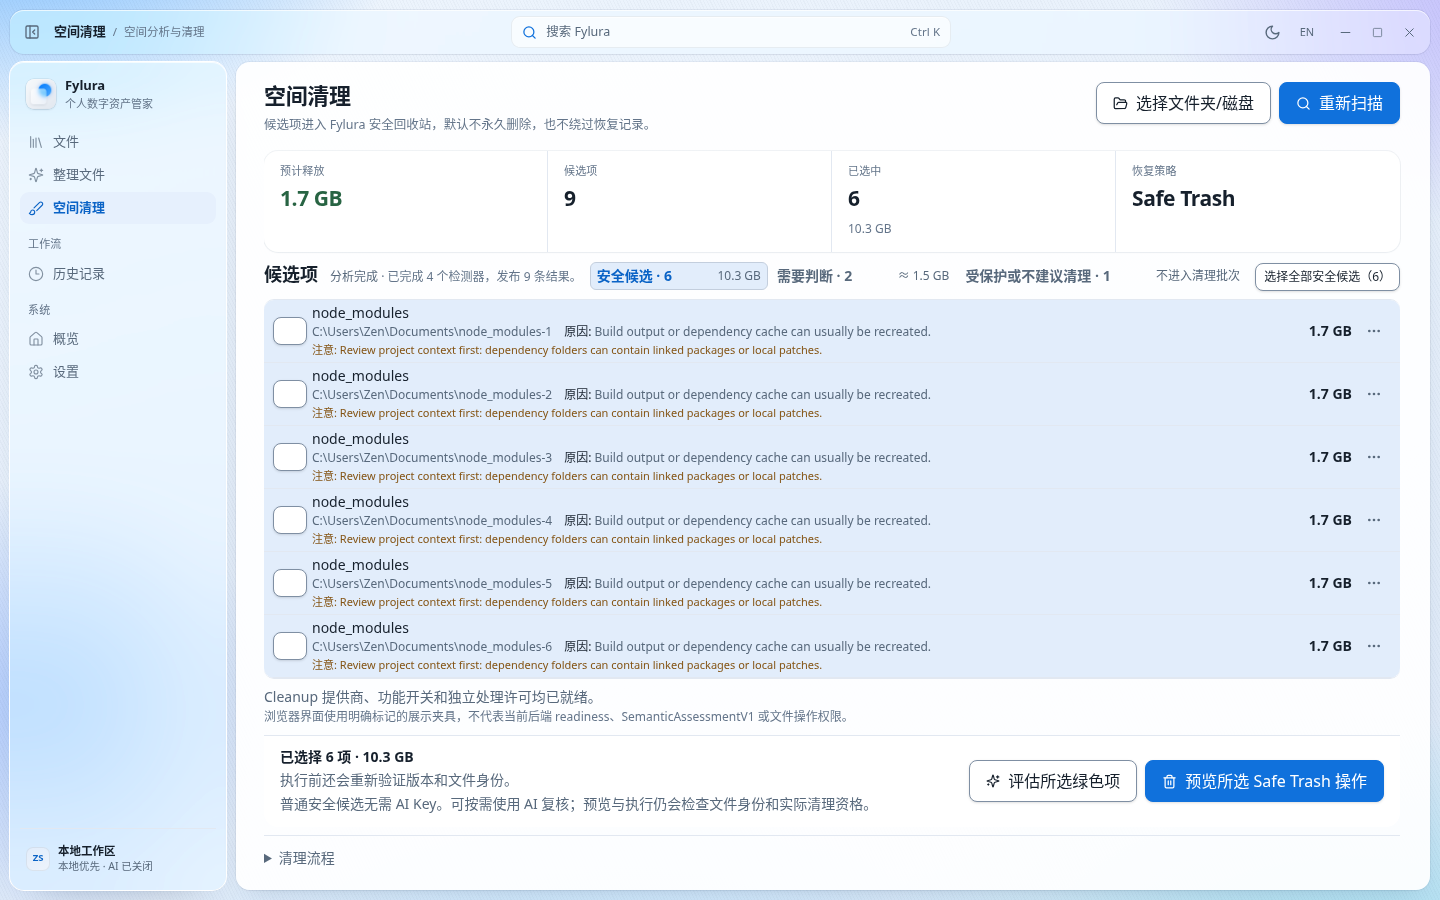 空间清理 / 空间分析与清理
搜索 Fylura Ctrl K
EN
Fylura
个人数字资产管家
文件
整理文件
空间清理
工作流
历史记录
系统
概览
设置
ZS
本地工作区
本地优先 · AI 已关闭
空间清理
候选项进入 Fylura 安全回收站，默认不永久删除，也不绕过恢复记录。
选择文件夹/磁盘
重新扫描
预计释放
1.7 GB
候选项
9
已选中
6
10.3 GB
恢复策略
Safe Trash
候选项 分析完成 · 已完成 4 个检测器，发布 9 条结果。 安全候选 · 6 10.3 GB 需要判断 · 2 ≈ 1.5 GB 受保护或不建议清理 · 1 不进入清理批次 选择全部安全候选（6）
node_modules
C:\Users\Zen\Documents\node_modules-1 原因: Build output or dependency cache can usually be recreated. 1.7 GB
注意: Review project context first: dependency folders can contain linked packages or local patches.
node_modules
C:\Users\Zen\Documents\node_modules-2 原因: Build output or dependency cache can usually be recreated. 1.7 GB
注意: Review project context first: dependency folders can contain linked packages or local patches.
node_modules
C:\Users\Zen\Documents\node_modules-3 原因: Build output or dependency cache can usually be recreated. 1.7 GB
注意: Review project context first: dependency folders can contain linked packages or local patches.
node_modules
C:\Users\Zen\Documents\node_modules-4 原因: Build output or dependency cache can usually be recreated. 1.7 GB
注意: Review project context first: dependency folders can contain linked packages or local patches.
node_modules
C:\Users\Zen\Documents\node_modules-5 原因: Build output or dependency cache can usually be recreated. 1.7 GB
注意: Review project context first: dependency folders can contain linked packages or local patches.
node_modules
C:\Users\Zen\Documents\node_modules-6 原因: Build output or dependency cache can usually be recreated. 1.7 GB
注意: Review project context first: dependency folders can contain linked packages or local patches.
Cleanup 提供商、功能开关和独立处理许可均已就绪。
浏览器界面使用明确标记的展示夹具，不代表当前后端 readiness、SemanticAssessmentV1 或文件操作权限。
已选择 6 项 · 10.3 GB
执行前还会重新验证版本和文件身份。
普通安全候选无需 AI Key。可按需使用 AI 复核；预览与执行仍会检查文件身份和实际清理资格。
评估所选绿色项
预览所选 Safe Trash 操作
清理流程